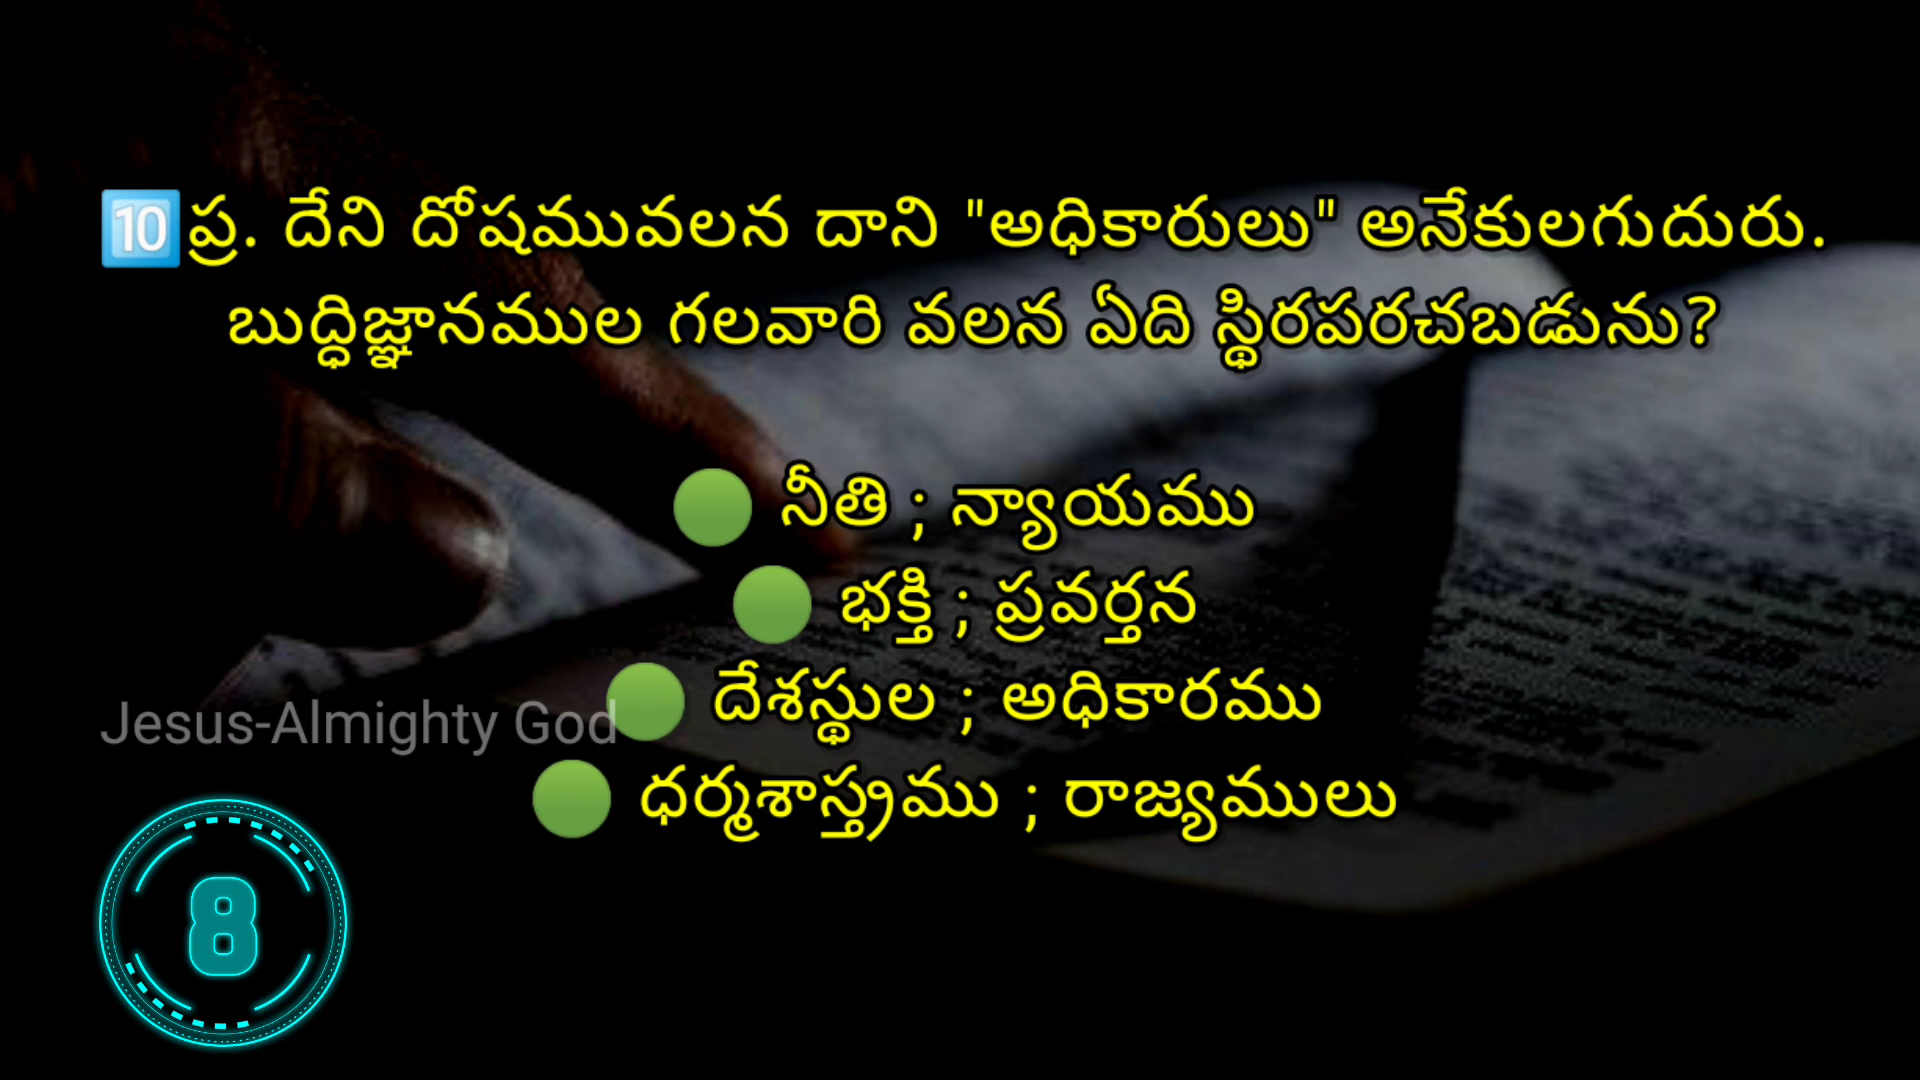 🔟ప్ర. దేని దోషమువలన దాని "అధికారులు" అనేకులగుదురు.
బుద్ధిజ్ఞానముల గలవారి వలన ఏది స్థిరపరచబడును?
🟢 నీతి ; న్యాయము
🟢 భక్తి ; ప్రవర్తన
🟢 దేశస్థుల ; అధికారము
🟢 ధర్మశాస్త్రము ; రాజ్యములు
Jesus-Almighty God
8